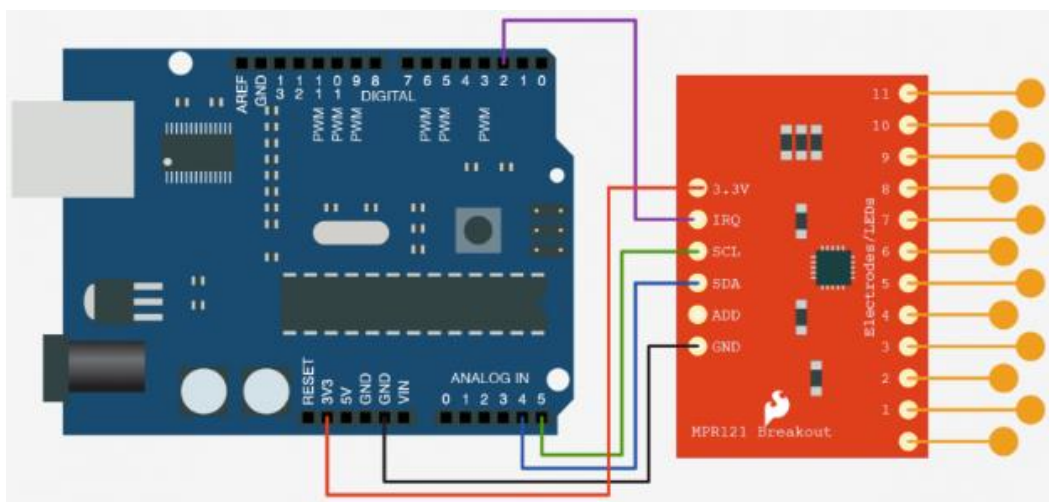 AREF GND 13 12 11 10 9 8 7 6 5 4 3 2 1 0
DIGITAL
PWM PWM PWM PWM PWM PWM
RESET 3V3 5V GND GND VIN
ANALOG IN
0 1 2 3 4 5
3.3V
IRQ
SCL
SDA
ADD
GND
11
10
9
8
7
6
5
4
3
2
1
Electrodes/LEDs
MPR121 Breakout